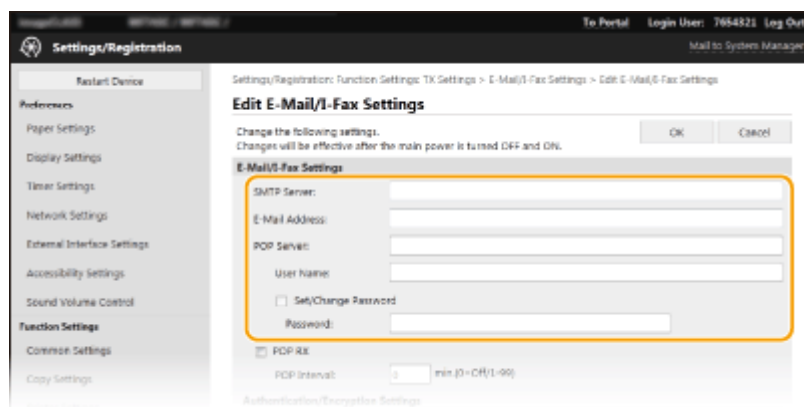 To Portal Login User: 7654321 Log Out
Settings/Registration
Mail to System Manager
Restart Device
Settings/Registration: Function Settings: TX Settings > E-Mail/I-Fax Settings > Edit E-Mail/I-Fax Settings
Preferences
Edit E-Mail/I-Fax Settings
Paper Settings
Change the following settings.
Changes will be effective after the main power is turned OFF and ON.
OK
Cancel
Display Settings
E-Mail/I-Fax Settings
Timer Settings
SMTP Server:
Network Settings
E-Mail Address:
External Interface Settings
POP Server:
Accessibility Settings
User Name:
Sound Volume Control
Set/Change Password
Function Settings
Password:
Common Settings
POP RX
Copy Settings
POP Interval:
0
min.(0=Off/1-99)
Authentication/Encryption Settings